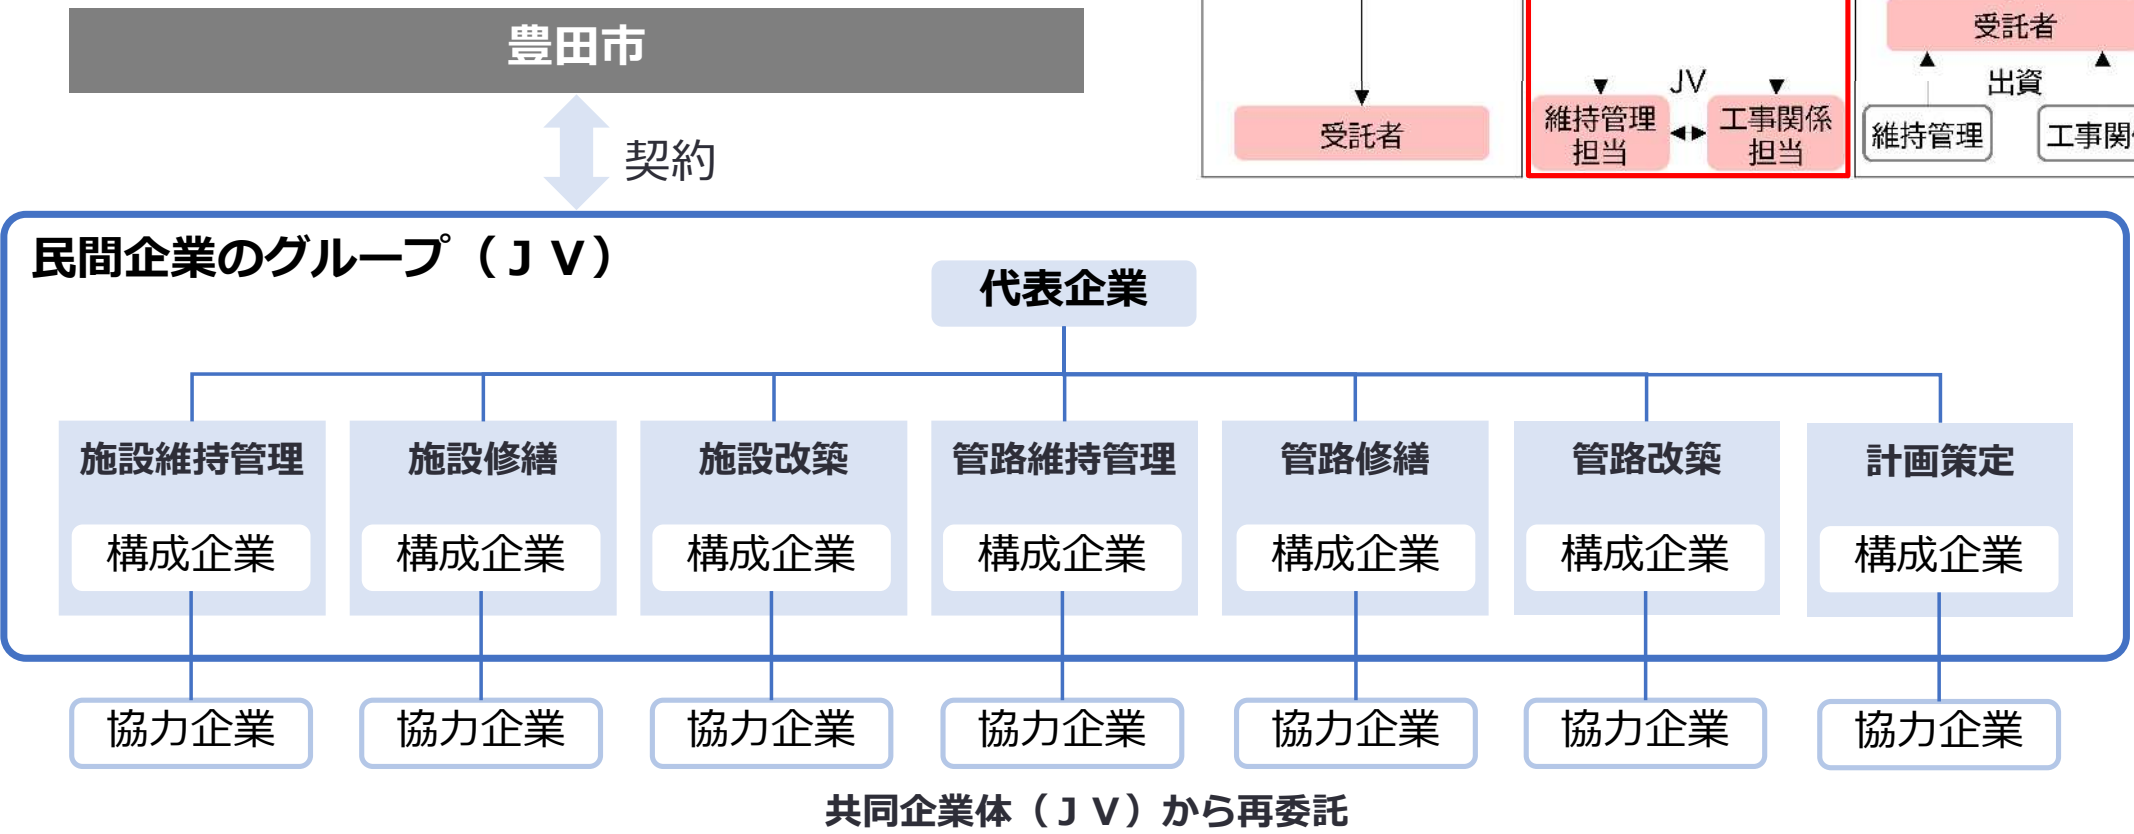 豊田市
契約
受託者
JV
維持管理
担当
工事関係
担当
受託者
出資
維持管理
工事関
民間企業のグループ（ＪＶ）
代表企業
施設維持管理
施設修繕
施設改築
管路維持管理
管路修繕
管路改築
計画策定
構成企業
構成企業
構成企業
構成企業
構成企業
構成企業
構成企業
協力企業
協力企業
協力企業
協力企業
協力企業
協力企業
協力企業
共同企業体（ＪＶ）から再委託